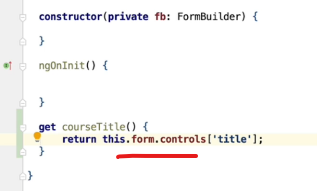 constructor(private fb: FormBuilder) {
}
ngOnInit() {
}
get courseTitle() {
return this.form.controls['title'];
}
}